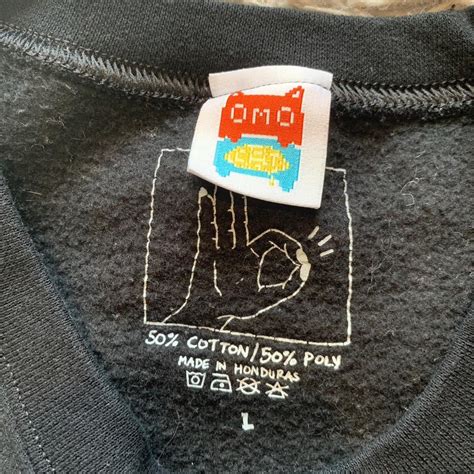 OMO
CAT
50% COTTON/50% POLY
MADE IN HONDURAS
L